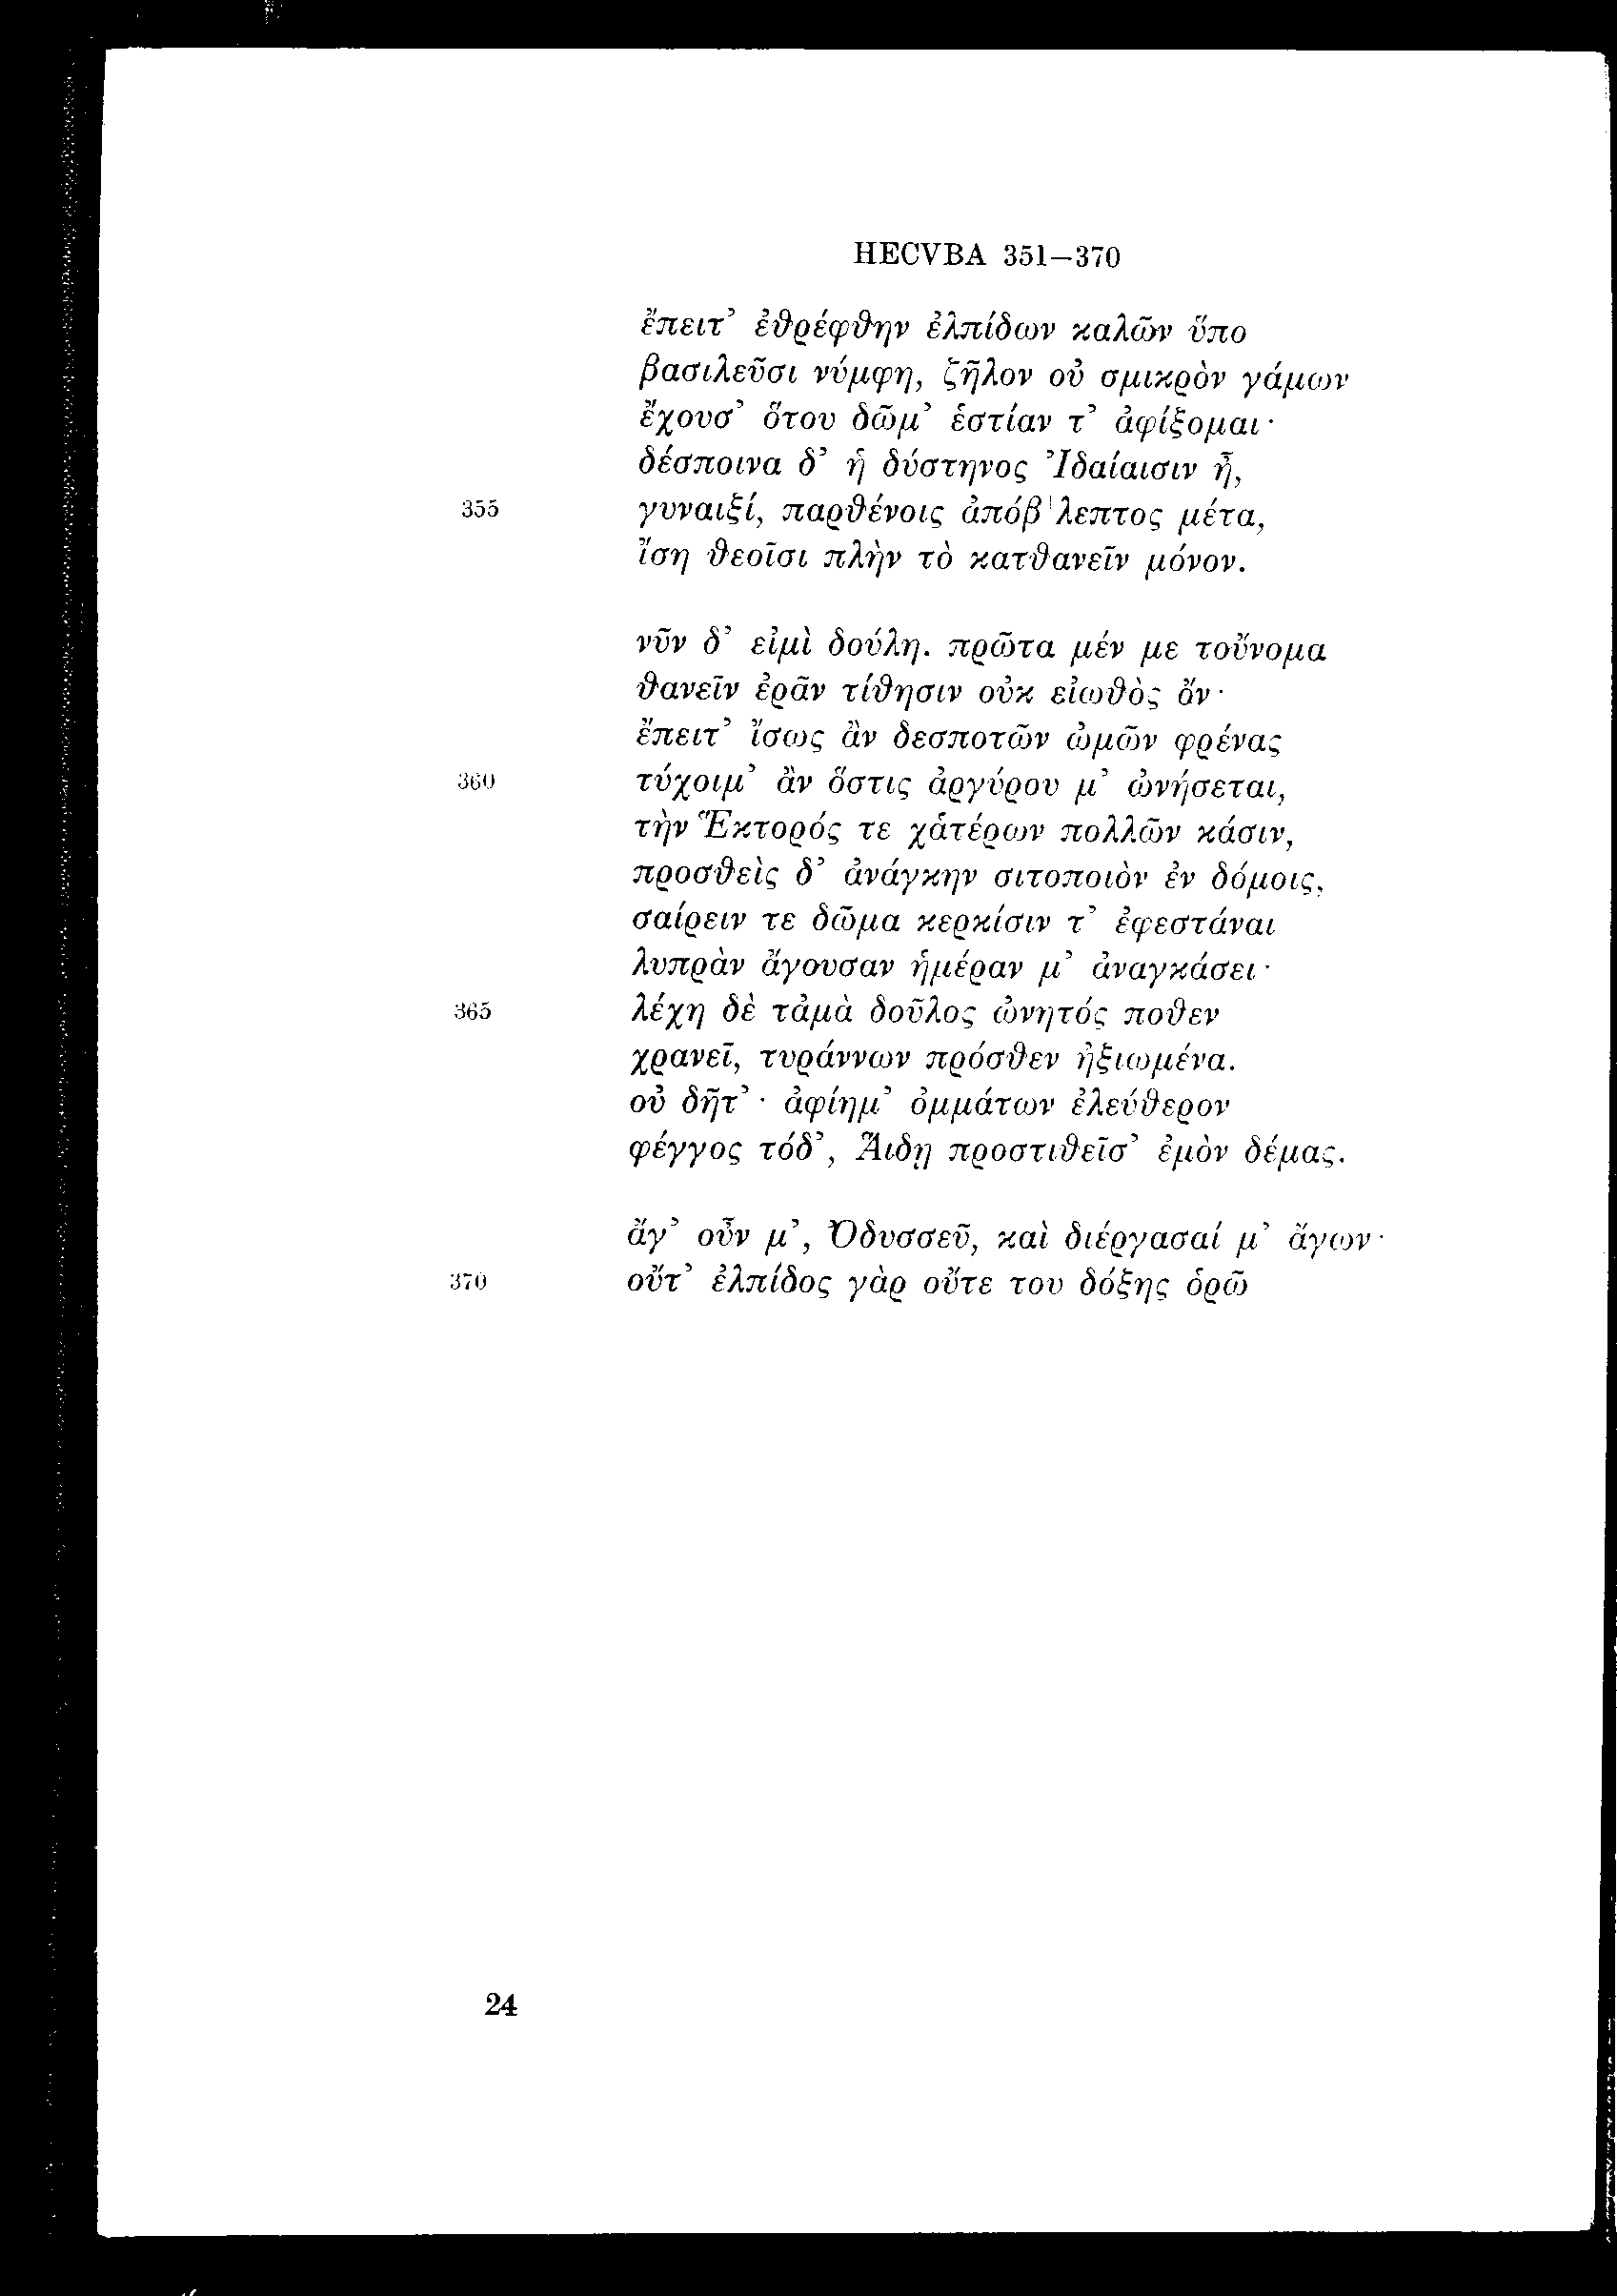 HECVBA 351–370
ἔπειτ’ ἐθρέφθην ἐλπίδων καλῶν ὕπο
βασιλεῦσι νύμφη, ζῆλον οὐ σμικρὸν γάμων
ἔχουσ’ ὅτου δῶμ’ ἑστίαν τ’ ἀφίξομαι·
δέσποινα δ’ ἡ δύστηνος Ἰδαίαισιν ἦ,
355 γυναιξί, παρθένοις ἀπόβλεπτος μέτα,
ἴση θεοῖσι πλὴν τὸ κατθανεῖν μόνον.
νῦν δ’ εἰμὶ δούλη. πρῶτα μέν με τοὔνομα
θανεῖν ἐρᾶν τίθησιν οὐκ εἰωθὸς ὄν·
ἔπειτ’ ἴσως ἂν δεσποτῶν ὠμῶν φρένας
360 τύχοιμ’ ἂν ὅστις ἀργύρου μ’ ὠνήσεται,
τὴν Ἕκτορός τε χἀτέρων πολλῶν κάσιν,
προσθεὶς δ’ ἀνάγκην σιτοποιὸν ἐν δόμοις,
σαίρειν τε δῶμα κερκίσιν τ’ ἐφεστάναι
λυπρὰν ἄγουσαν ἡμέραν μ’ ἀναγκάσει·
365 λέχη δὲ τἀμὰ δοῦλος ὠνητός ποθεν
χρανεῖ, τυράννων πρόσθεν ἠξιωμένα.
οὐ δῆτ’· ἀφίημ’ ὀμμάτων ἐλεύθερον
φέγγος τόδ’, Ἅιδῃ προστιθεῖσ’ ἐμὸν δέμας.
ἄγ’ οὖν μ’, Ὀδυσσεῦ, καὶ διέργασαί μ’ ἄγων·
370 οὔτ’ ἐλπίδος γὰρ οὔτε του δόξης ὁρῶ
24